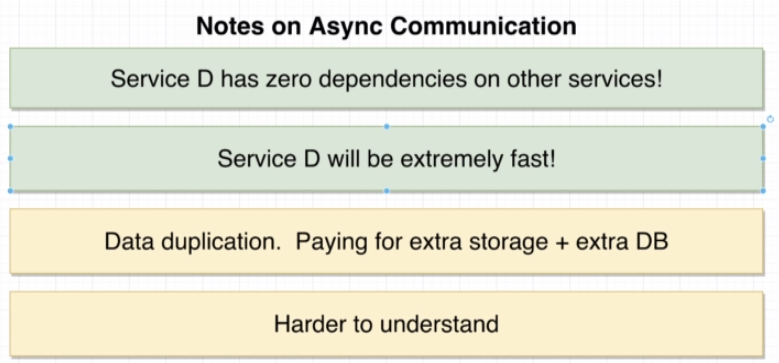 Notes on Async Communication
Service D has zero dependencies on other services!
Service D will be extremely fast!
Data duplication.  Paying for extra storage + extra DB
Harder to understand